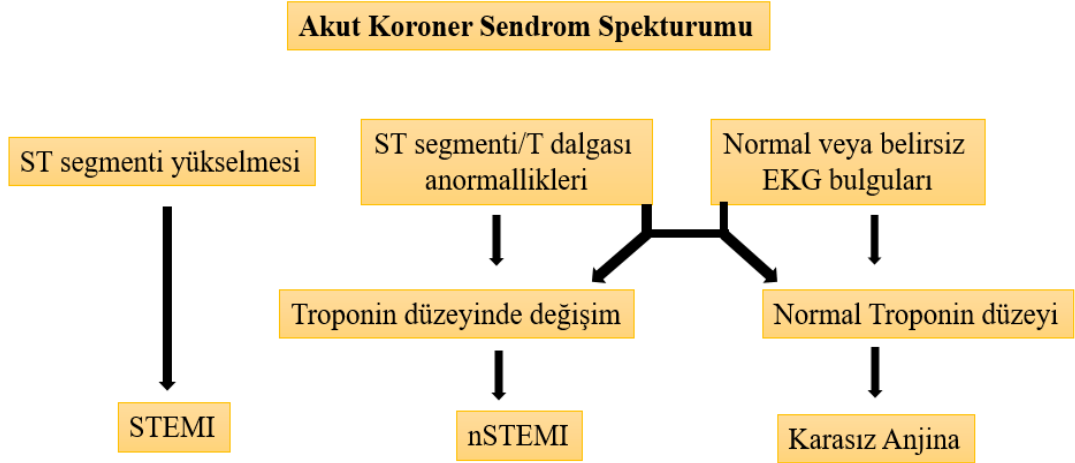 Akut Koroner Sendrom Spekturumu
ST segmenti yükselmesi
ST segmenti/T dalgası
anormallikleri
Normal veya belirsiz
EKG bulguları
Troponin düzeyinde değişim
Normal Troponin düzeyi
STEMI
nSTEMI
Karasız Anjina